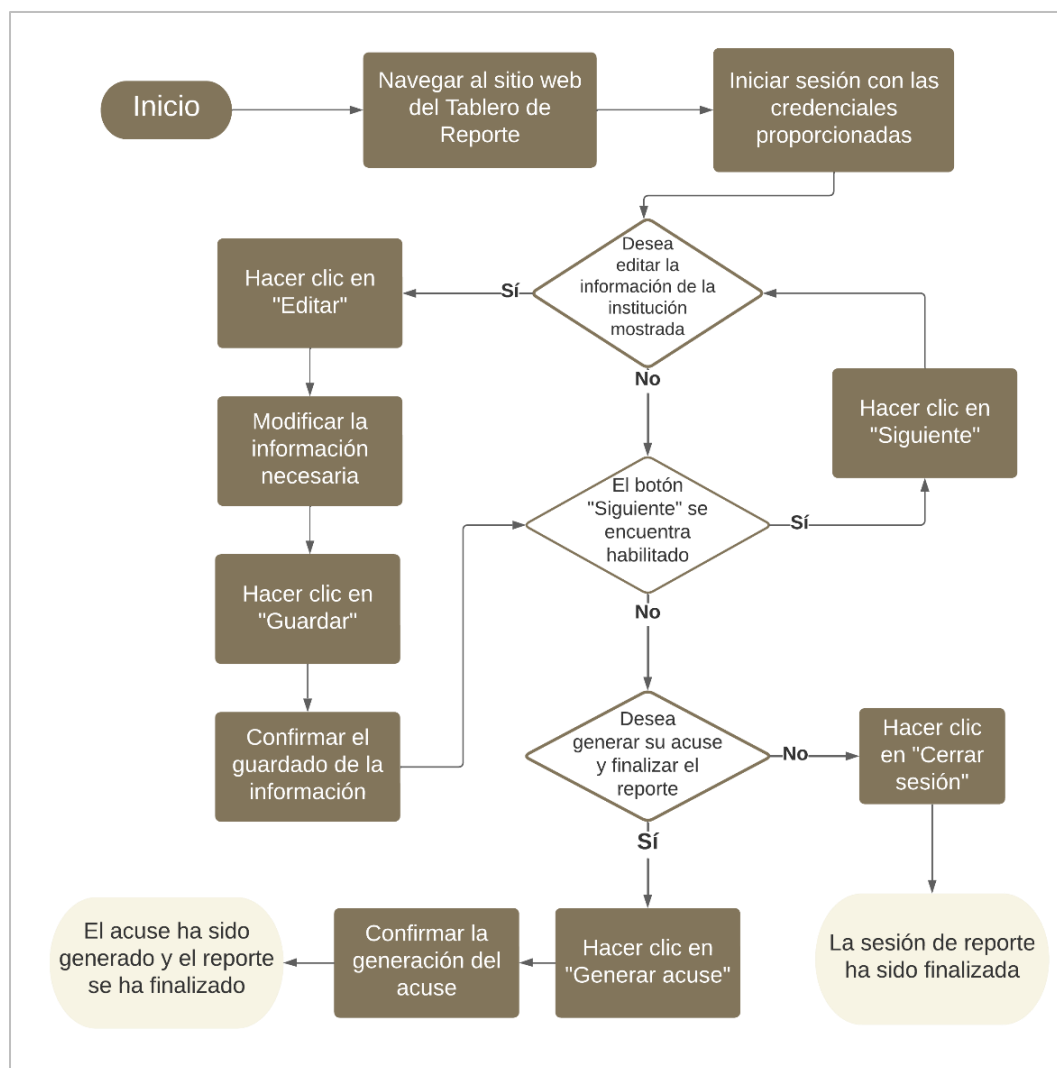 Inicio
Navegar al sitio web
del Tablero de
Reporte
Iniciar sesión con las
credenciales
proporcionadas
Desea
editar la
información de la
institución
mostrada
Sí
Hacer clic en
"Editar"
No
Modificar la
información
necesaria
Hacer clic en
"Siguiente"
El botón
"Siguiente" se
encuentra
habilitado
Sí
Hacer clic en
"Guardar"
No
Confirmar el
guardado de la
información
Desea
generar su acuse
y finalizar el
reporte
No
Hacer clic
en "Cerrar
sesión"
Sí
El acuse ha sido
generado y el reporte
se ha finalizado
Confirmar la
generación del
acuse
Hacer clic en
"Generar acuse"
La sesión de reporte
ha sido finalizada